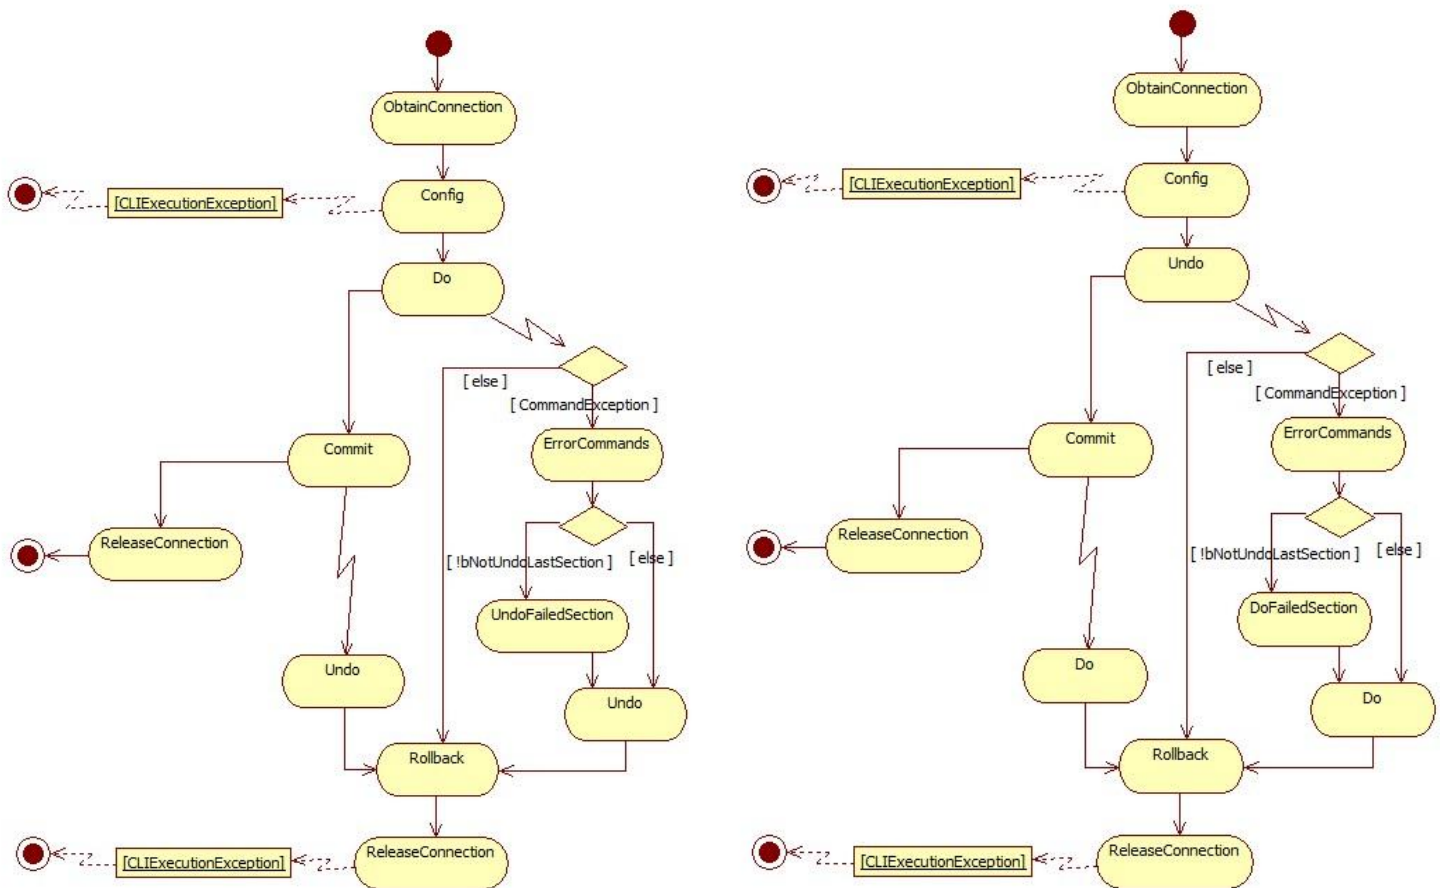 ObtainConnection
[CLIExecutionException]
Config
Do
[ else ]
[ CommandException ]
Commit
ErrorCommands
ReleaseConnection
[ !bNotUndoLastSection ]
[ else ]
UndoFailedSection
Undo
Undo
Rollback
[CLIExecutionException]
ReleaseConnection
ObtainConnection
[CLIExecutionException]
Config
Undo
[ else ]
[ CommandException ]
Commit
ErrorCommands
ReleaseConnection
[ !bNotUndoLastSection ]
[ else ]
DoFailedSection
Do
Do
Rollback
[CLIExecutionException]
ReleaseConnection